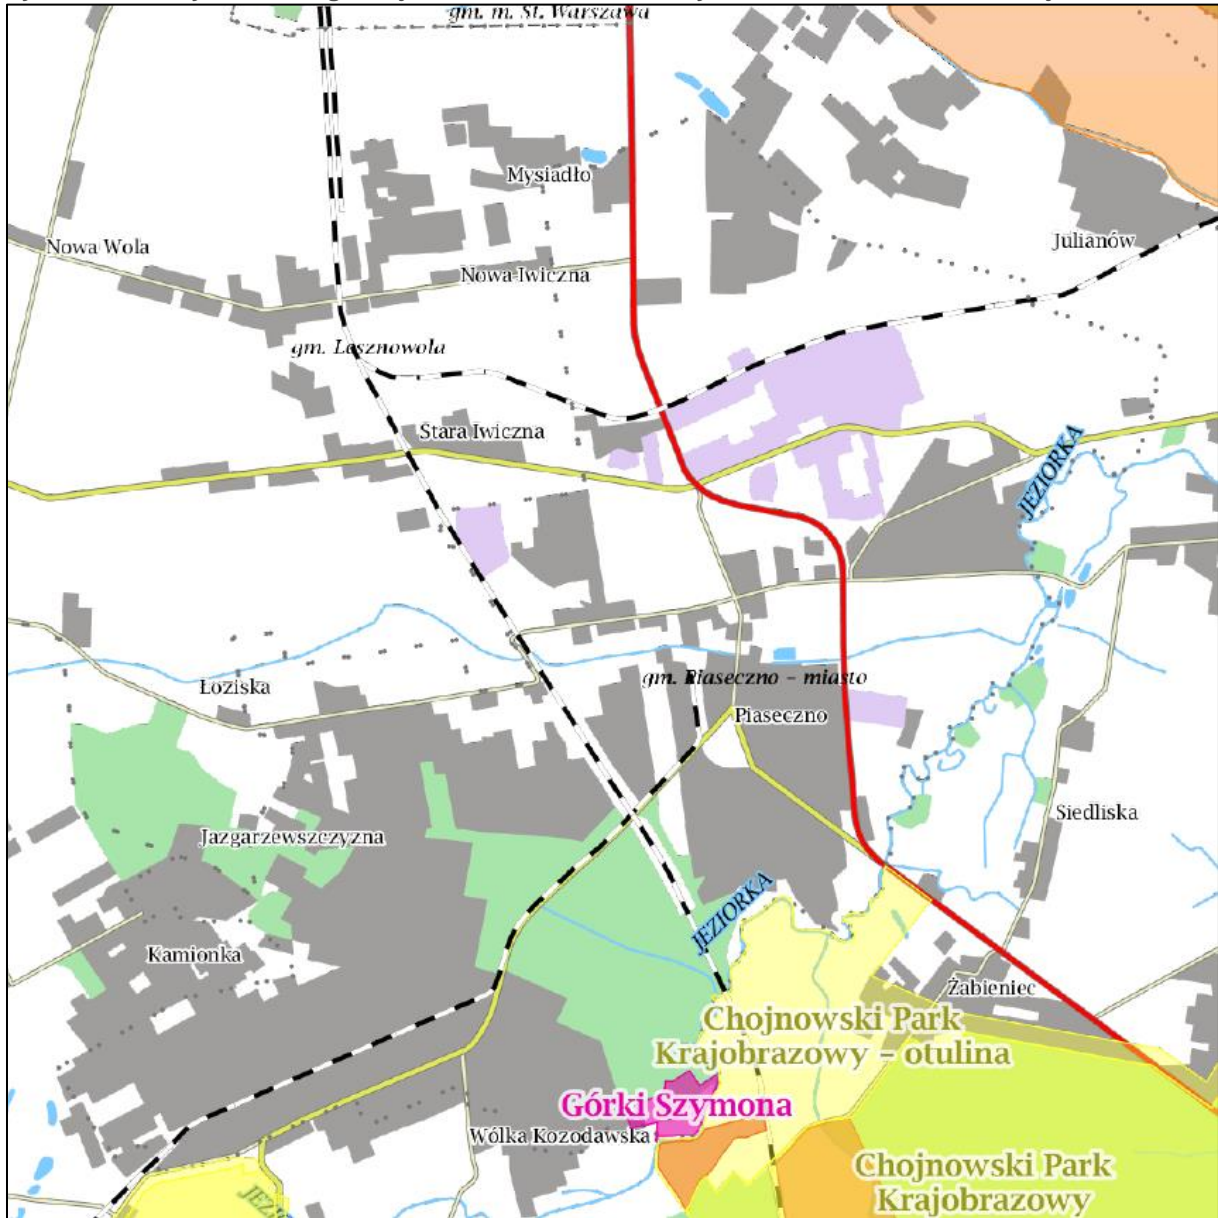 gm. m. St. Warszawa
Mysiadło
Nowa Wola
Julianów
Nowa Iwiczna
gm. Lesznowola
Stara Iwiczna
JEZIORKA
gm. Piaseczno - miasto
Łoziska
Piaseczno
Siedliska
Jazgarzewszczyzna
JEZIORKA
Kamionka
Żabieniec
Chojnowski Park
Krajobrazowy - otulina
Górki Szymona
Wólka Kozodawska
Chojnowski Park
Krajobrazowy